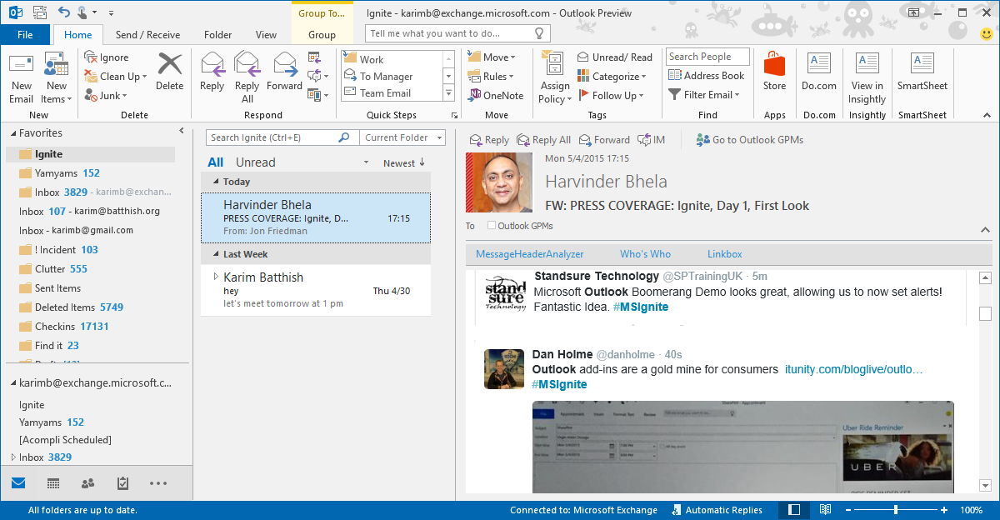 Group To...
Ignite - karimb@exchange.microsoft.com - Outlook Preview
File
Home
Send / Receive
Folder
View
Group
Tell me what you want to do...
New Email
New Items
New
Ignore
Clean Up
Junk
Delete
Delete
Reply
Reply All
Forward
Respond
Work
To Manager
Team Email
Quick Steps
Move
Rules
OneNote
Move
Assign Policy
Unread/ Read
Categorize
Follow Up
Tags
Search People
Address Book
Filter Email
Find
Store
Apps
Do.com
Do.com
View in Insightly
Insightly
SmartSheet
SmartSheet
Favorites
Ignite
Yamyams 152
Inbox 3829 - karimb@exchan...
Inbox 107 - karim@batthish.org
Inbox - karimb@gmail.com
! Incident 103
Clutter 555
Sent Items
Deleted Items 5749
Checkins 17131
Find it 23
karimb@exchange.microsoft.c...
Ignite
Yamyams 152
[Acompli Scheduled]
Inbox 3829
Search Ignite (Ctrl+E)
Current Folder
All
Unread
Newest
Today
Harvinder Bhela
PRESS COVERAGE: Ignite, D...
17:15
From: Jon Friedman
Last Week
Karim Batthish
hey
Thu 4/30
let's meet tomorrow at 1 pm
Reply
Reply All
Forward
IM
Go to Outlook GPMs
Mon 5/4/2015 17:15
Harvinder Bhela
FW: PRESS COVERAGE: Ignite, Day 1, First Look
To
Outlook GPMs
MessageHeaderAnalyzer
Who's Who
Linkbox
stand sure Technology
Standsure Technology @SPTrainingUK · 5m
Microsoft Outlook Boomerang Demo looks great, allowing us to now set alerts!
Fantastic Idea. #MSIgnite
Dan Holme @danholme · 40s
Outlook add-ins are a gold mine for consumers itunity.com/bloglive/outlo...
#MSIgnite
Uber Ride Reminder
UBER
All folders are up to date.
Connected to: Microsoft Exchange
Automatic Replies
100%